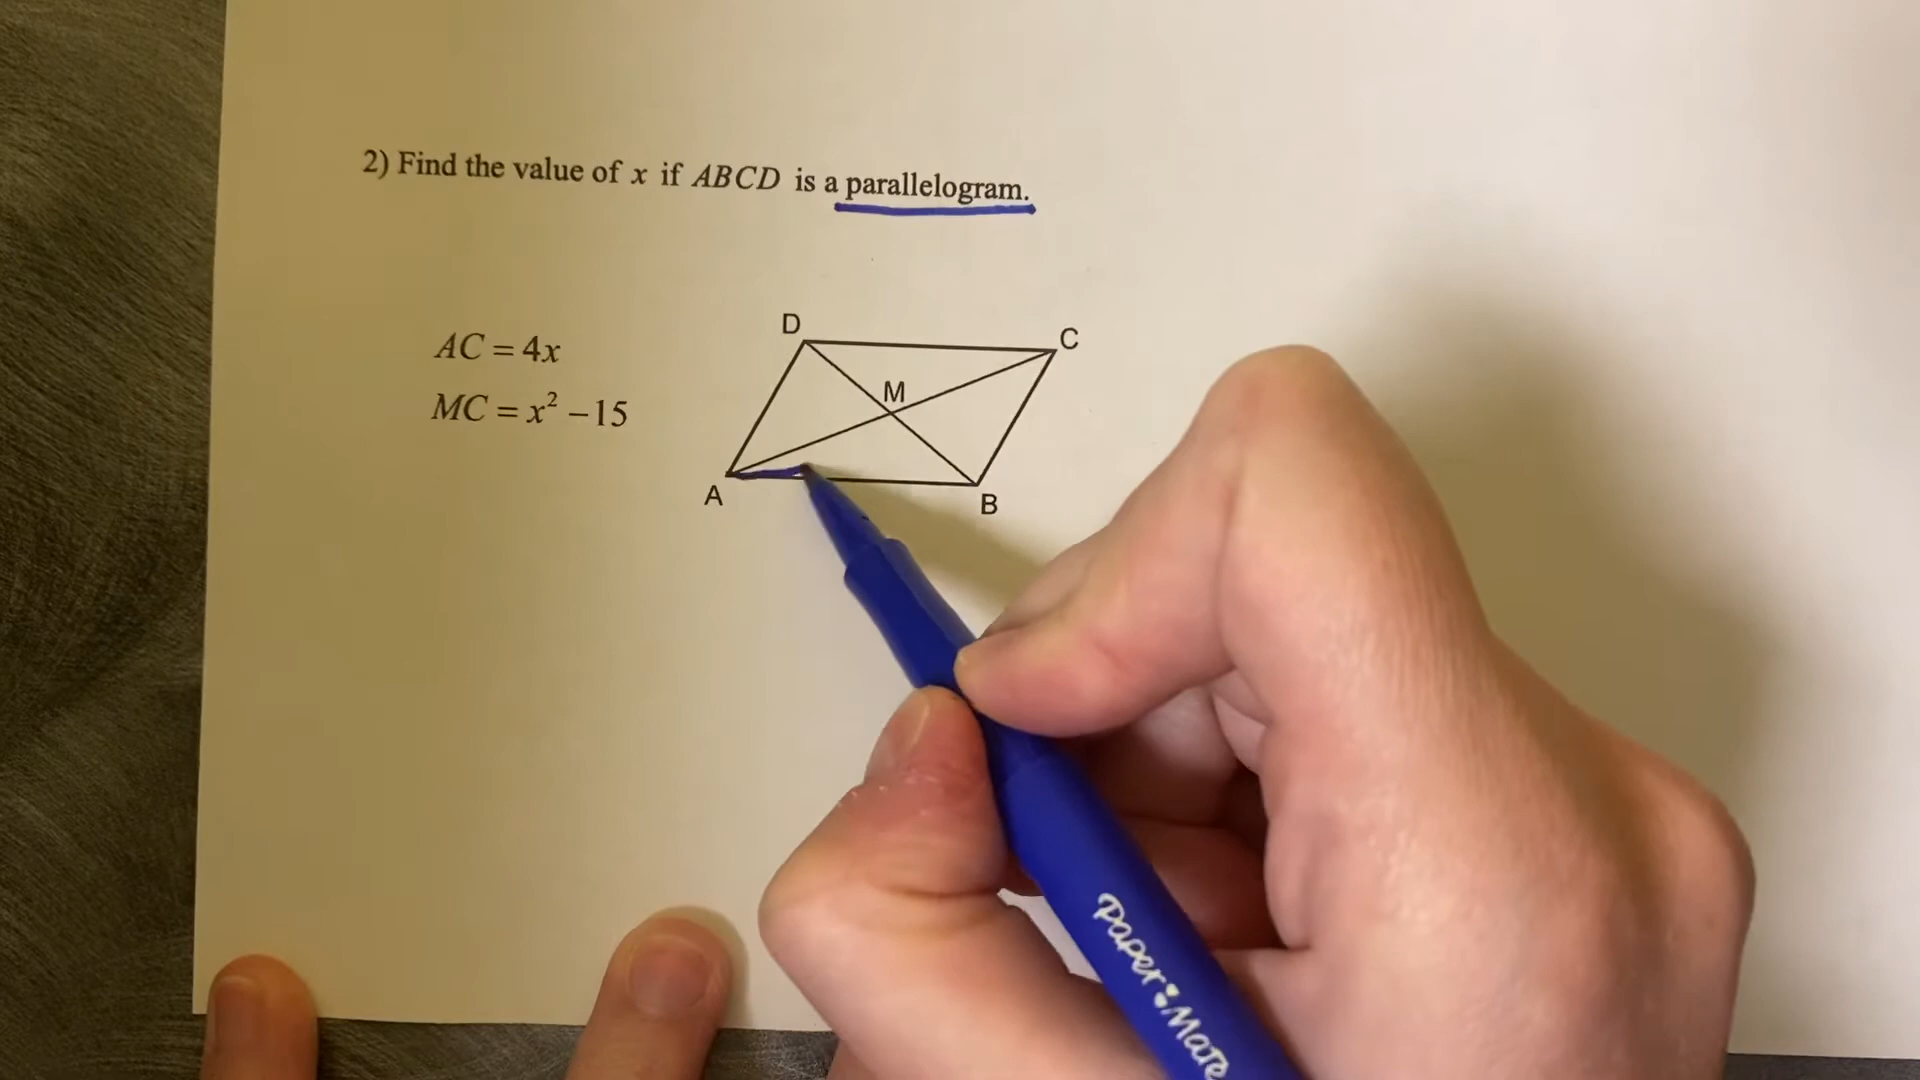 2) Find the value of x if ABCD is a parallelogram.
AC = 4x
MC = x² – 15
D
C
M
A
B
Paper Mate